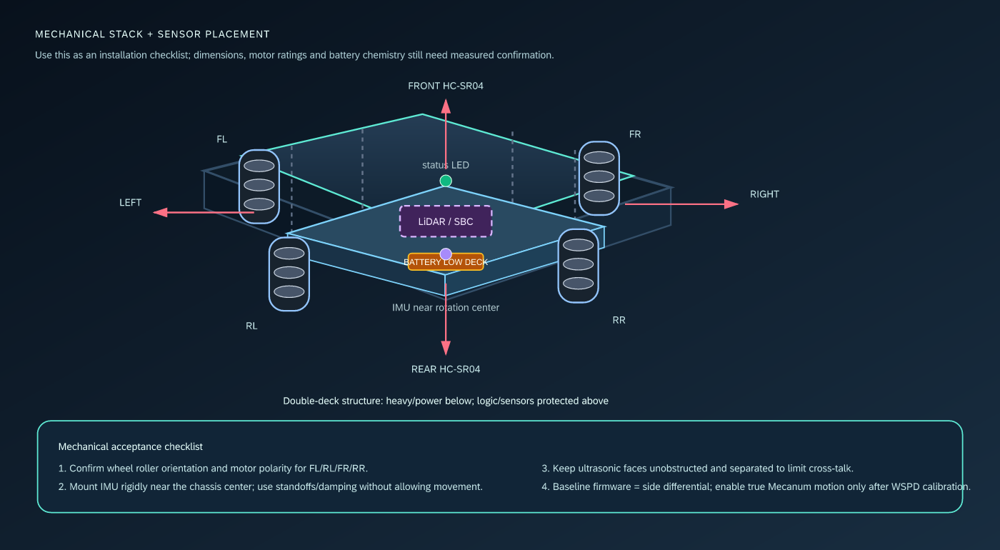 MECHANICAL STACK + SENSOR PLACEMENT
Use this as an installation checklist; dimensions, motor ratings and battery chemistry still need measured confirmation.
FRONT HC-SR04
FL
FR
status LED
LEFT
RIGHT
LiDAR / SBC
BATTERY LOW DECK
IMU near rotation center
RL
RR
REAR HC-SR04
Double-deck structure: heavy/power below; logic/sensors protected above
Mechanical acceptance checklist
1. Confirm wheel roller orientation and motor polarity for FL/RL/FR/RR.
2. Mount IMU rigidly near the chassis center; use standoffs/damping without allowing movement.
3. Keep ultrasonic faces unobstructed and separated to limit cross-talk.
4. Baseline firmware = side differential; enable true Mecanum motion only after WSPD calibration.